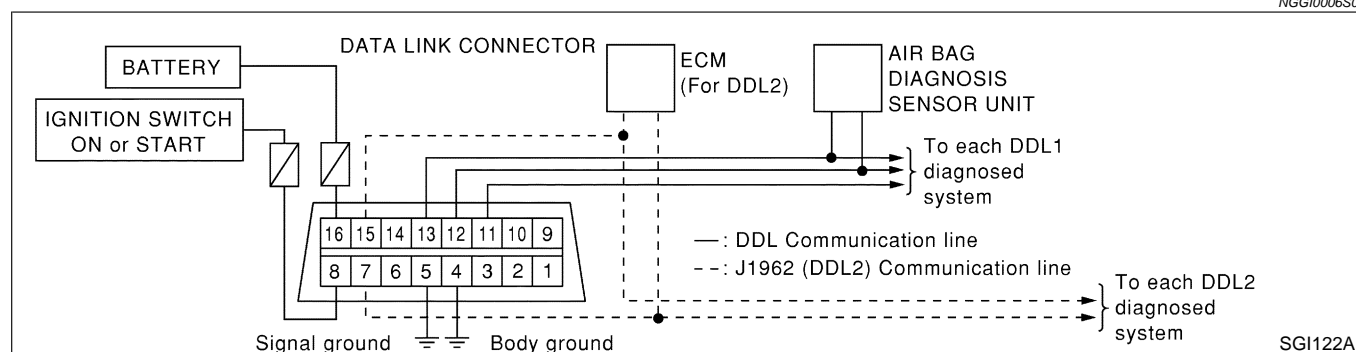 NGGI0006S0
DATA LINK CONNECTOR
BATTERY
ECM
(For DDL2)
AIR BAG
DIAGNOSIS
SENSOR UNIT
IGNITION SWITCH
ON or START
To each DDL1
diagnosed
system
16 15 14 13 12 11 10 9
8 7 6 5 4 3 2 1
— : DDL Communication line
- - : J1962 (DDL2) Communication line
To each DDL2
diagnosed
system
Signal ground
Body ground
SGI122A